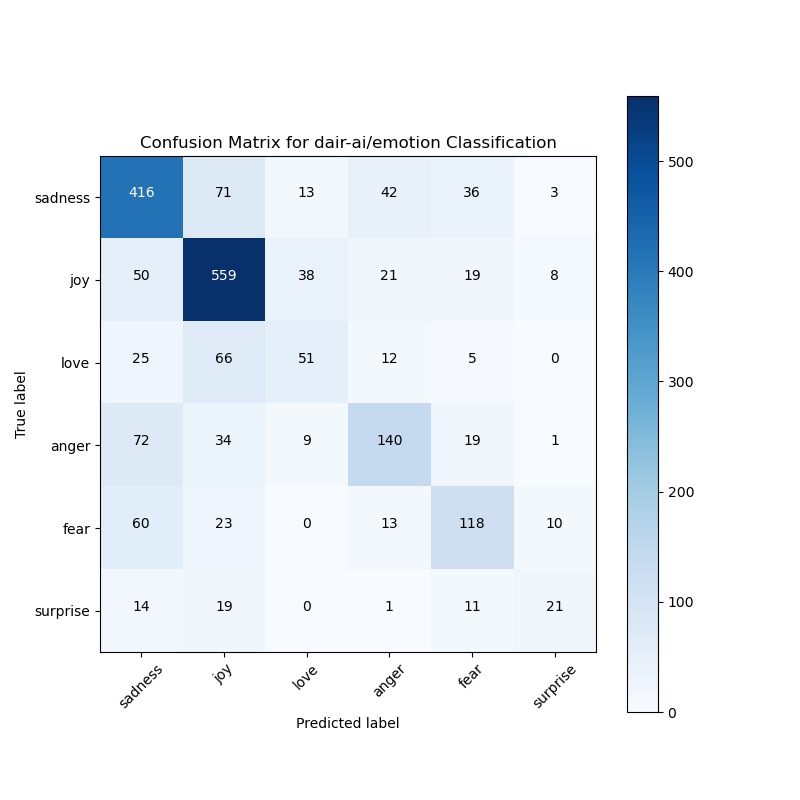 Confusion Matrix for dair-ai/emotion Classification
sadness 416 71 13 42 36 3
joy 50 559 38 21 19 8
love 25 66 51 12 5 0
anger 72 34 9 140 19 1
fear 60 23 0 13 118 10
surprise 14 19 0 1 11 21
sadness joy love anger fear surprise
Predicted label
True label
500
400
300
200
100
0